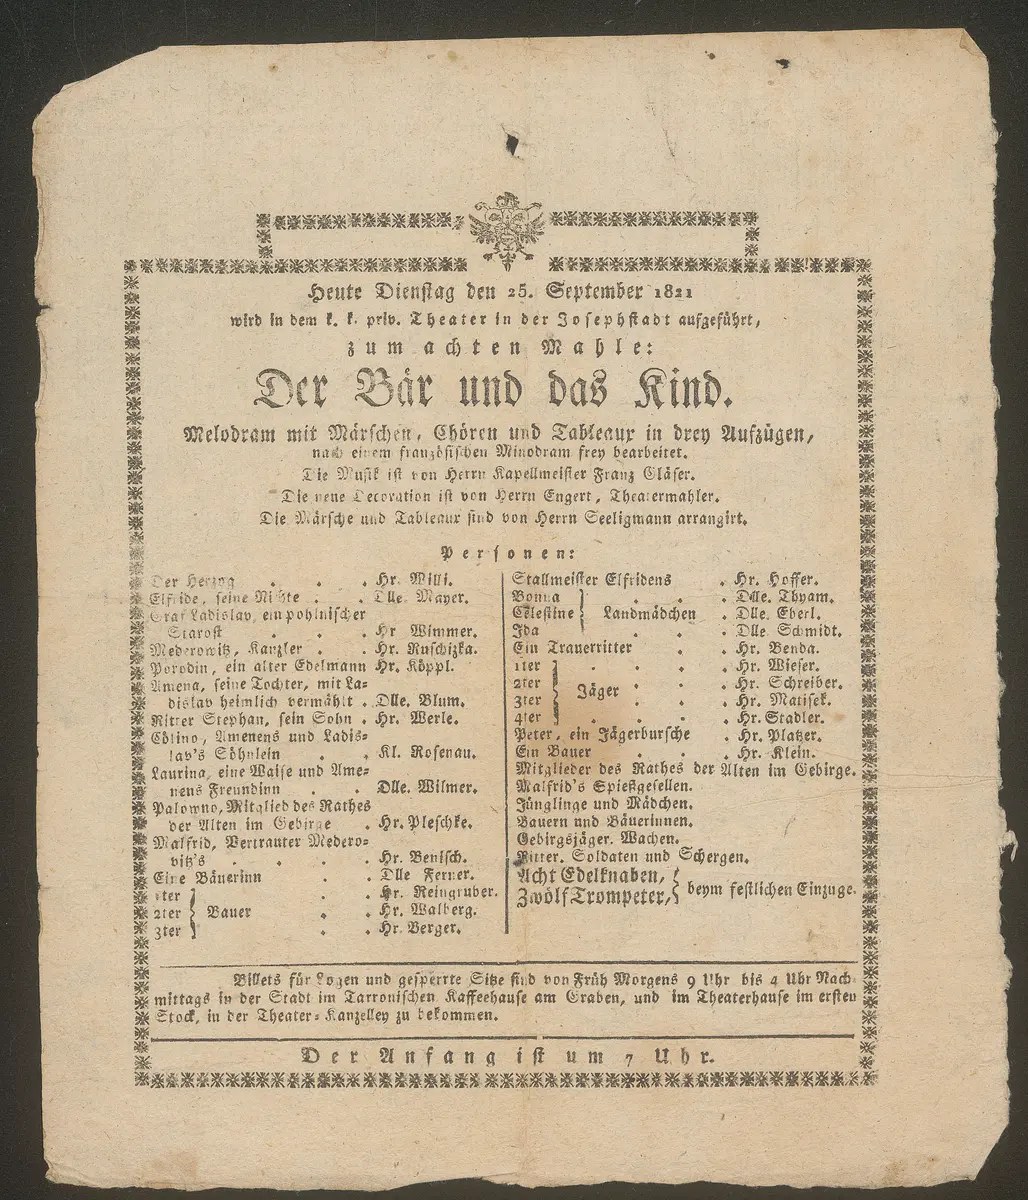 Heute Dienstag den 25. September 1821
wird in dem k. k. priv. Theater in der Josephstadt aufgeführt,
zum achten Mahle:
Der Bär und das Kind.
Melodram mit Märschen, Chören und Tableaux in drey Aufzügen,
nach einem französischen Mimodram frey bearbeitet.
Die Musik ist von Herrn Kapellmeister Franz Gläser.
Die neue Decoration ist von Herrn Engert, Theatermahler.
Die Märsche und Tableaux sind von Herrn Seeligmann arrangirt.
Personen:
Der Herzog . . . Hr. Willi.
Elfride, seine Nichte . . Dlle. Mayer.
Graf Ladislav, ein pohlnischer
Starost . . . Hr Wimmer.
Mederowitz, Kanzler . . Hr. Ruschizka.
Porodin, ein alter Edelmann Hr. Köppl.
Amena, seine Tochter, mit La=
dislav heimlich vermählt . Dlle. Blum.
Ritter Stephan, sein Sohn . Hr. Werle.
Cölino, Amenens und Ladis=
lav's Söhnlein . . Kl. Rosenau.
Laurina, eine Waise und Ame=
nens Freundinn . . Dlle. Wilmer.
Palowno, Mitglied des Rathes
der Alten im Gebirge . Hr. Pleschke.
Malfrid, Vertrauter Medero=
vitz's . . . . Hr. Benisch.
Eine Bäuerinn . . Dlle Ferner.
1ter . . Hr. Reingruber.
2ter } Bauer . . Hr. Walberg.
3ter . . Hr. Berger.
Stallmeister Elfridens . Hr. Hoffer.
Bonna . . . Dlle. Thyam.
Celestine } Landmädchen . Dlle. Eberl.
Ida . . . Dlle. Schmidt.
Ein Trauerritter . . Hr. Benda.
1ter . . . . Hr. Wieser.
2ter } Jäger . . . Hr. Schreiber.
3ter . . . Hr. Matisek.
4ter . . . . Hr. Stadler.
Peter, ein Jägerbursche . Hr. Platzer.
Ein Bauer . . . Hr. Klein.
Mitglieder des Rathes der Alten im Gebirge.
Malfrid's Spießgesellen.
Jünglinge und Mädchen.
Bauern und Bäuerinnen.
Gebirgsjäger. Wachen.
Ritter. Soldaten und Schergen.
Acht Edelknaben,
Zwölf Trompeter, } beym festlichen Einzuge.
Billets für Logen und gesperrte Sitze sind von Früh Morgens 9 Uhr bis 4 Uhr Nach=
mittags in der Stadt im Tarronischen Kaffeehause am Graben, und im Theaterhause im ersten
Stock, in der Theater=Kanzelley zu bekommen.
Der Anfang ist um 7 Uhr.